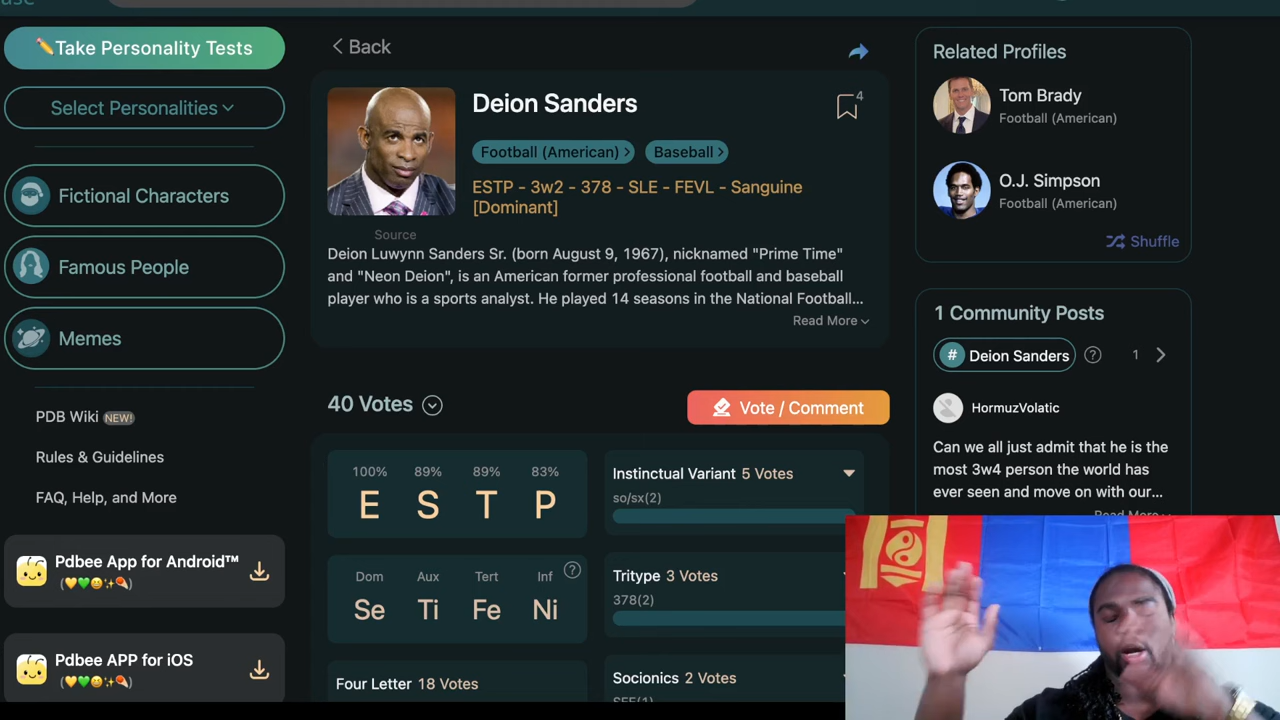 Take Personality Tests
Select Personalities
Fictional Characters
Famous People
Memes
PDB Wiki NEW!
Rules & Guidelines
FAQ, Help, and More
Pdbee App for Android™
Pdbee APP for iOS
Back
Deion Sanders
4
Football (American) >
Baseball >
ESTP - 3w2 - 378 - SLE - FEVL - Sanguine
[Dominant]
Source
Deion Luwynn Sanders Sr. (born August 9, 1967), nicknamed "Prime Time"
and "Neon Deion", is an American former professional football and baseball
player who is a sports analyst. He played 14 seasons in the National Football...
Read More
40 Votes
Vote / Comment
100% 89% 89% 83%
E S T P
Dom Aux Tert Inf ?
Se Ti Fe Ni
Four Letter 18 Votes
Instinctual Variant 5 Votes
so/sx(2)
Tritype 3 Votes
378(2)
Socionics 2 Votes
Related Profiles
Tom Brady
Football (American)
O.J. Simpson
Football (American)
Shuffle
1 Community Posts
# Deion Sanders ? 1 >
HormuzVolatic
Can we all just admit that he is the
most 3w4 person the world has
ever seen and move on with our...
Read More